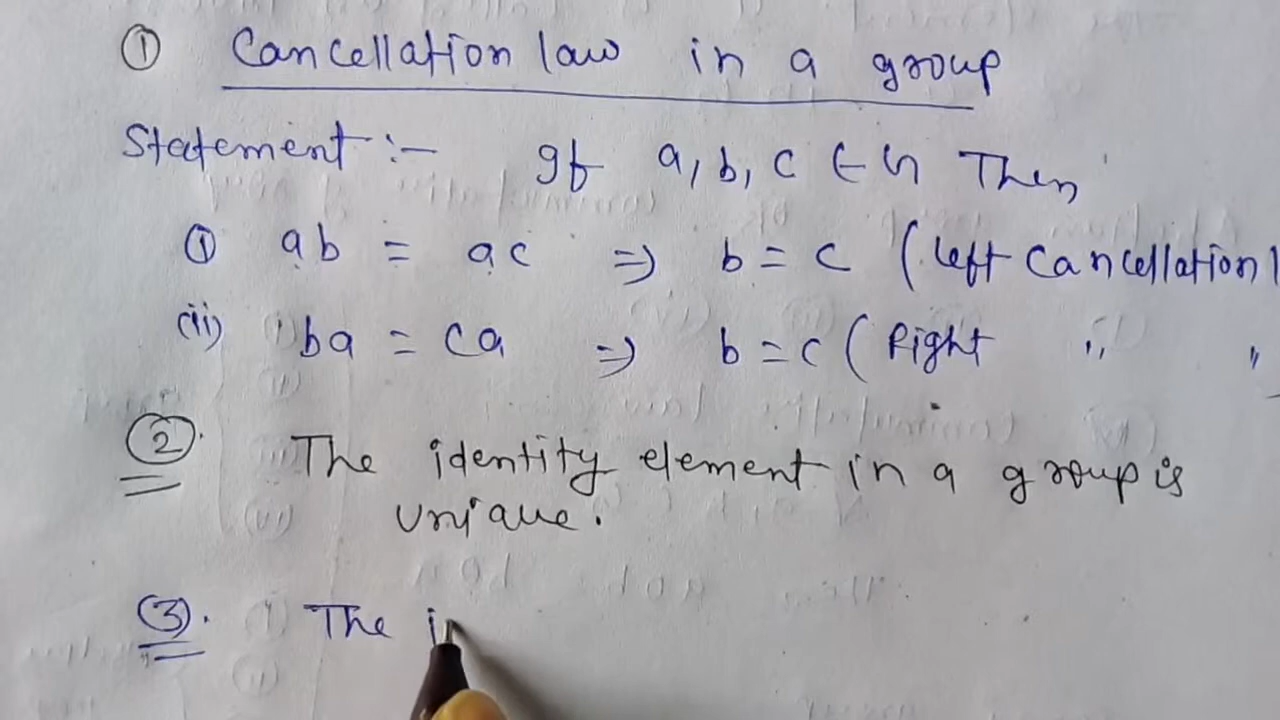 ① Cancellation law in a group
Statement :- If a, b, c ∈ G Then
① ab = ac ⇒ b = c (left Cancellation)
(ii) ba = ca ⇒ b = c ( Right " "
②. The identity element in a group is
unique.
③. The i